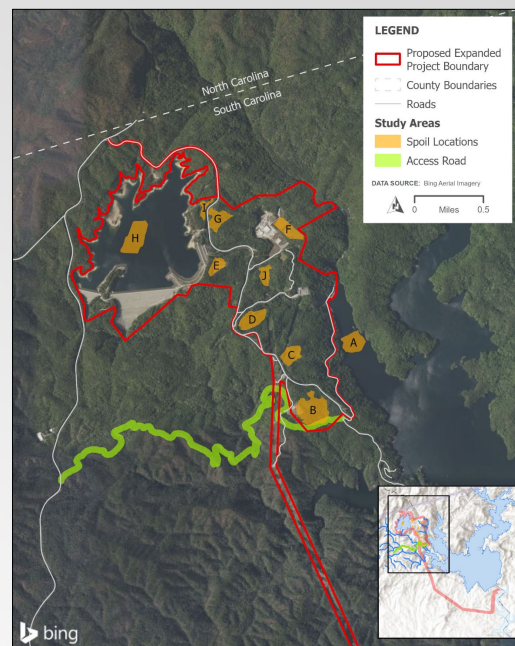 LEGEND
Proposed Expanded
Project Boundary
County Boundaries
Roads
Study Areas
Spoil Locations
Access Road
DATA SOURCE: Bing Aerial Imagery
0 Miles 0.5
North Carolina
South Carolina
I
G
F
H
E
J
D
A
C
B
bing